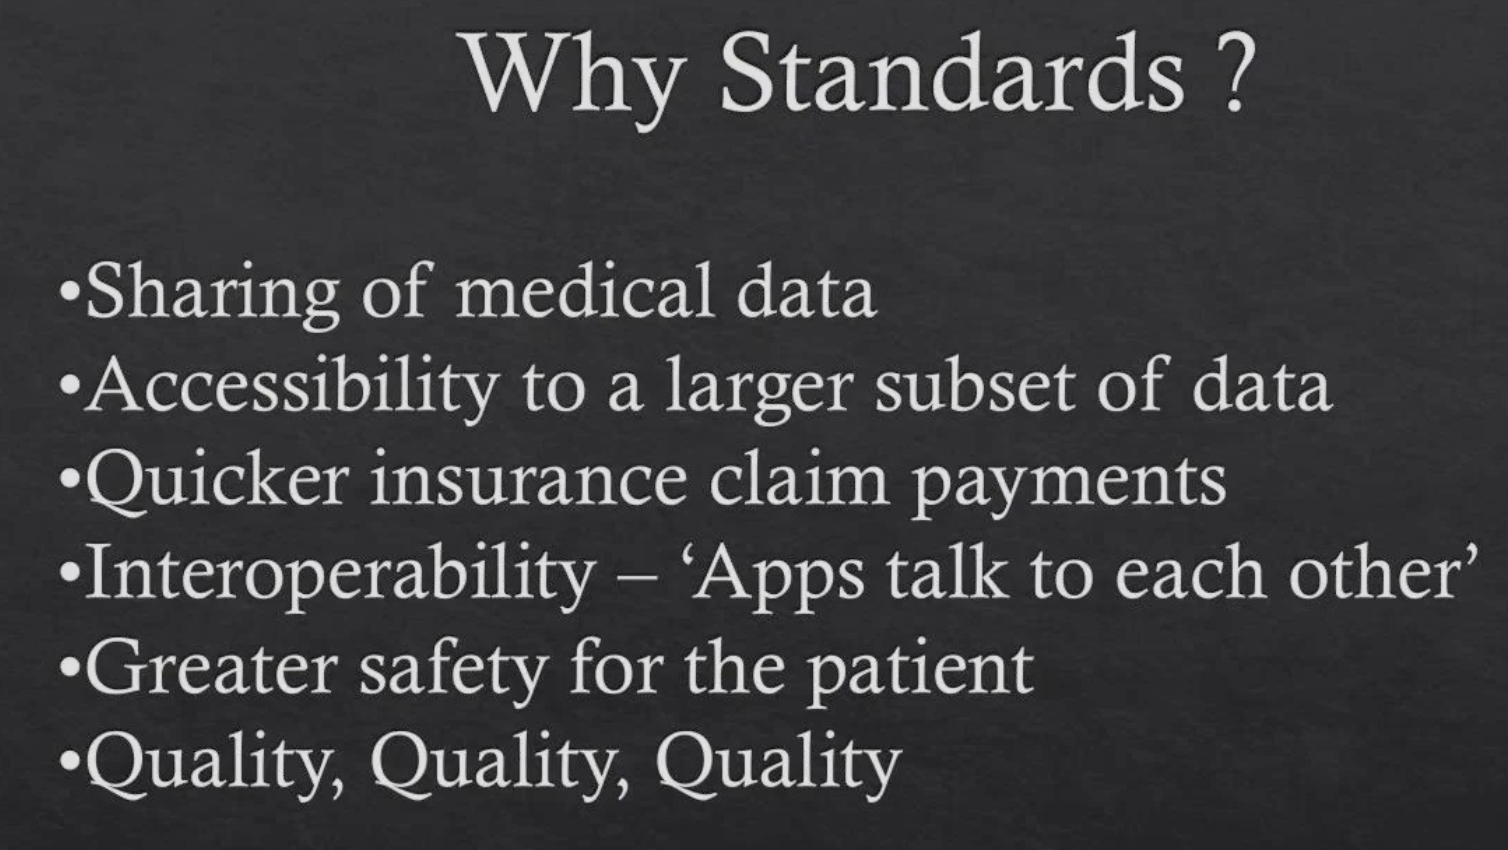 Why Standards ?
•Sharing of medical data
•Accessibility to a larger subset of data
•Quicker insurance claim payments
•Interoperability – ‘Apps talk to each other’
•Greater safety for the patient
•Quality, Quality, Quality